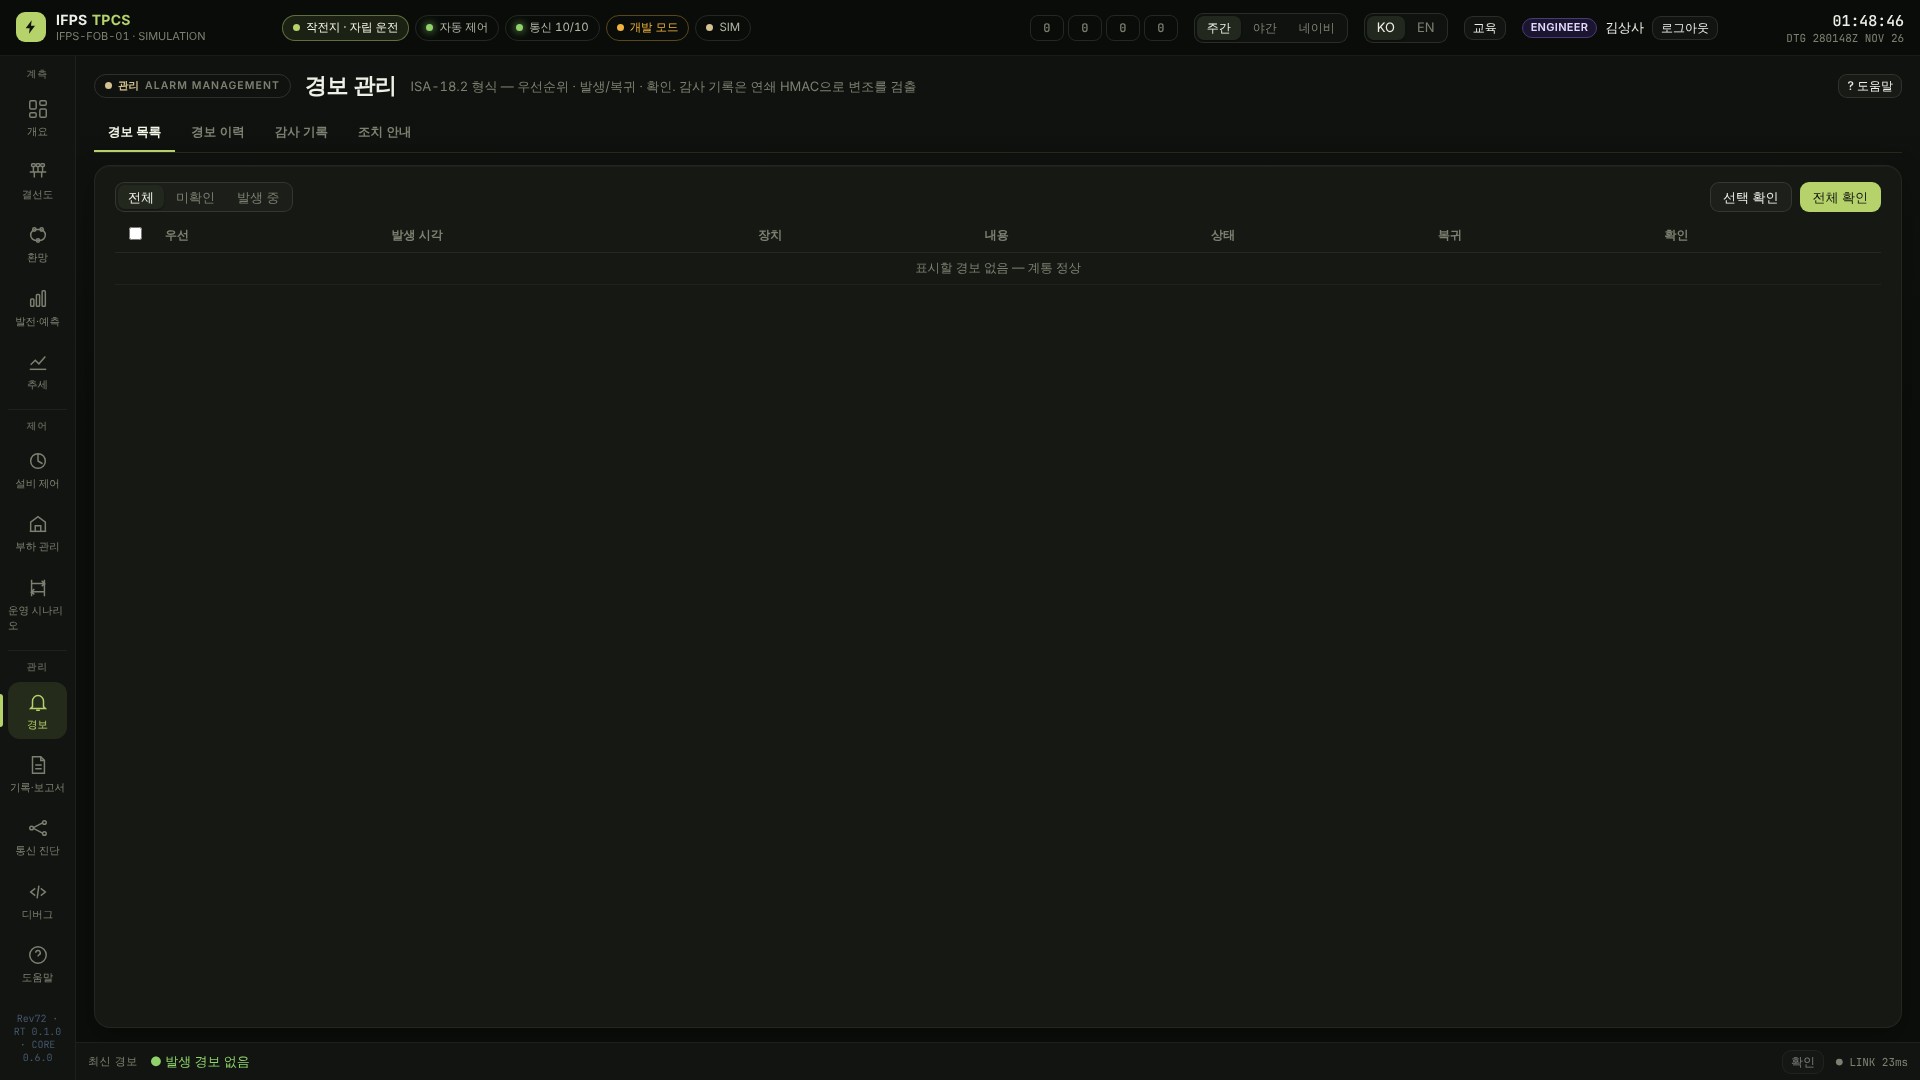 IFPS TPCS
IFPS-FOB-01 · SIMULATION
작전지 · 자립 운전
자동 제어
통신 10/10
개발 모드
SIM
0 0 0 0
주간 야간 네이비
KO EN
교육
ENGINEER 김상사 로그아웃
01:48:46
DTG 280148Z NOV 26
계측
개요
결선도
환망
발전·예측
추세
제어
설비 제어
부하 관리
운영 시나리
오
관리
경보
기록·보고서
통신 진단
디버그
도움말
Rev72 ·
RT 0.1.0
· CORE
0.6.0
관리 ALARM MANAGEMENT
경보 관리
ISA-18.2 형식 — 우선순위 · 발생/복귀 · 확인. 감사 기록은 연쇄 HMAC으로 변조를 검출
? 도움말
경보 목록 경보 이력 감사 기록 조치 안내
전체 미확인 발생 중
선택 확인 전체 확인
우선 발생 시각 장치 내용 상태 복귀 확인
표시할 경보 없음 — 계통 정상
최신 경보 발생 경보 없음
확인 LINK 23ms